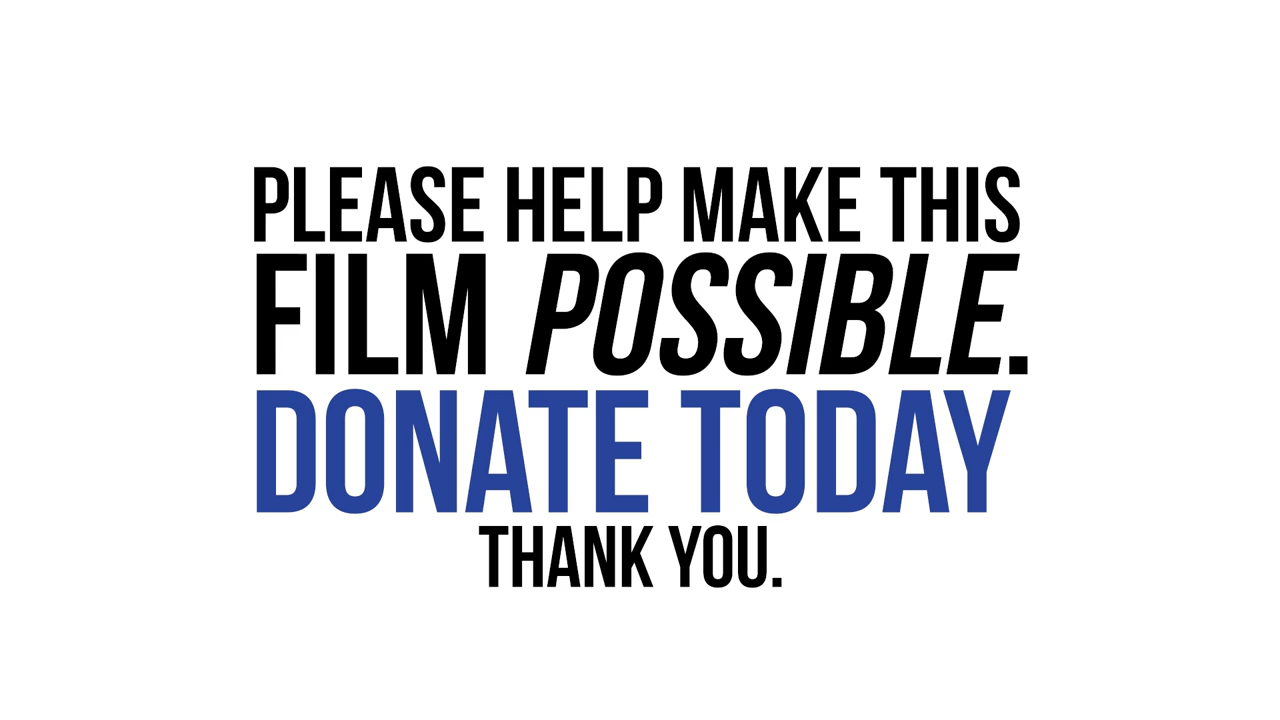 PLEASE HELP MAKE THIS
FILM POSSIBLE.
DONATE TODAY
THANK YOU.